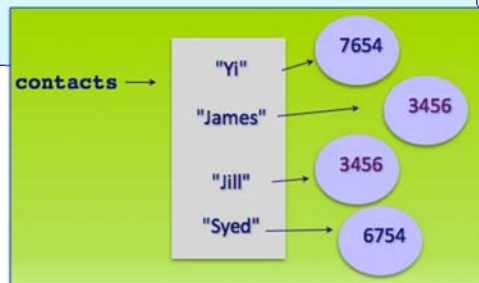 "Yi" 7654
contacts
"James" 3456
"Jill" 3456
"Syed" 6754